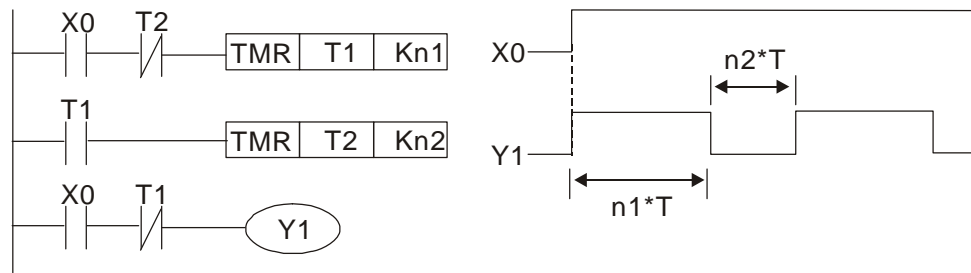 X0 T2
TMR T1 Kn1
T1
TMR T2 Kn2
X0 T1
Y1
X0
n2*T
Y1
n1*T